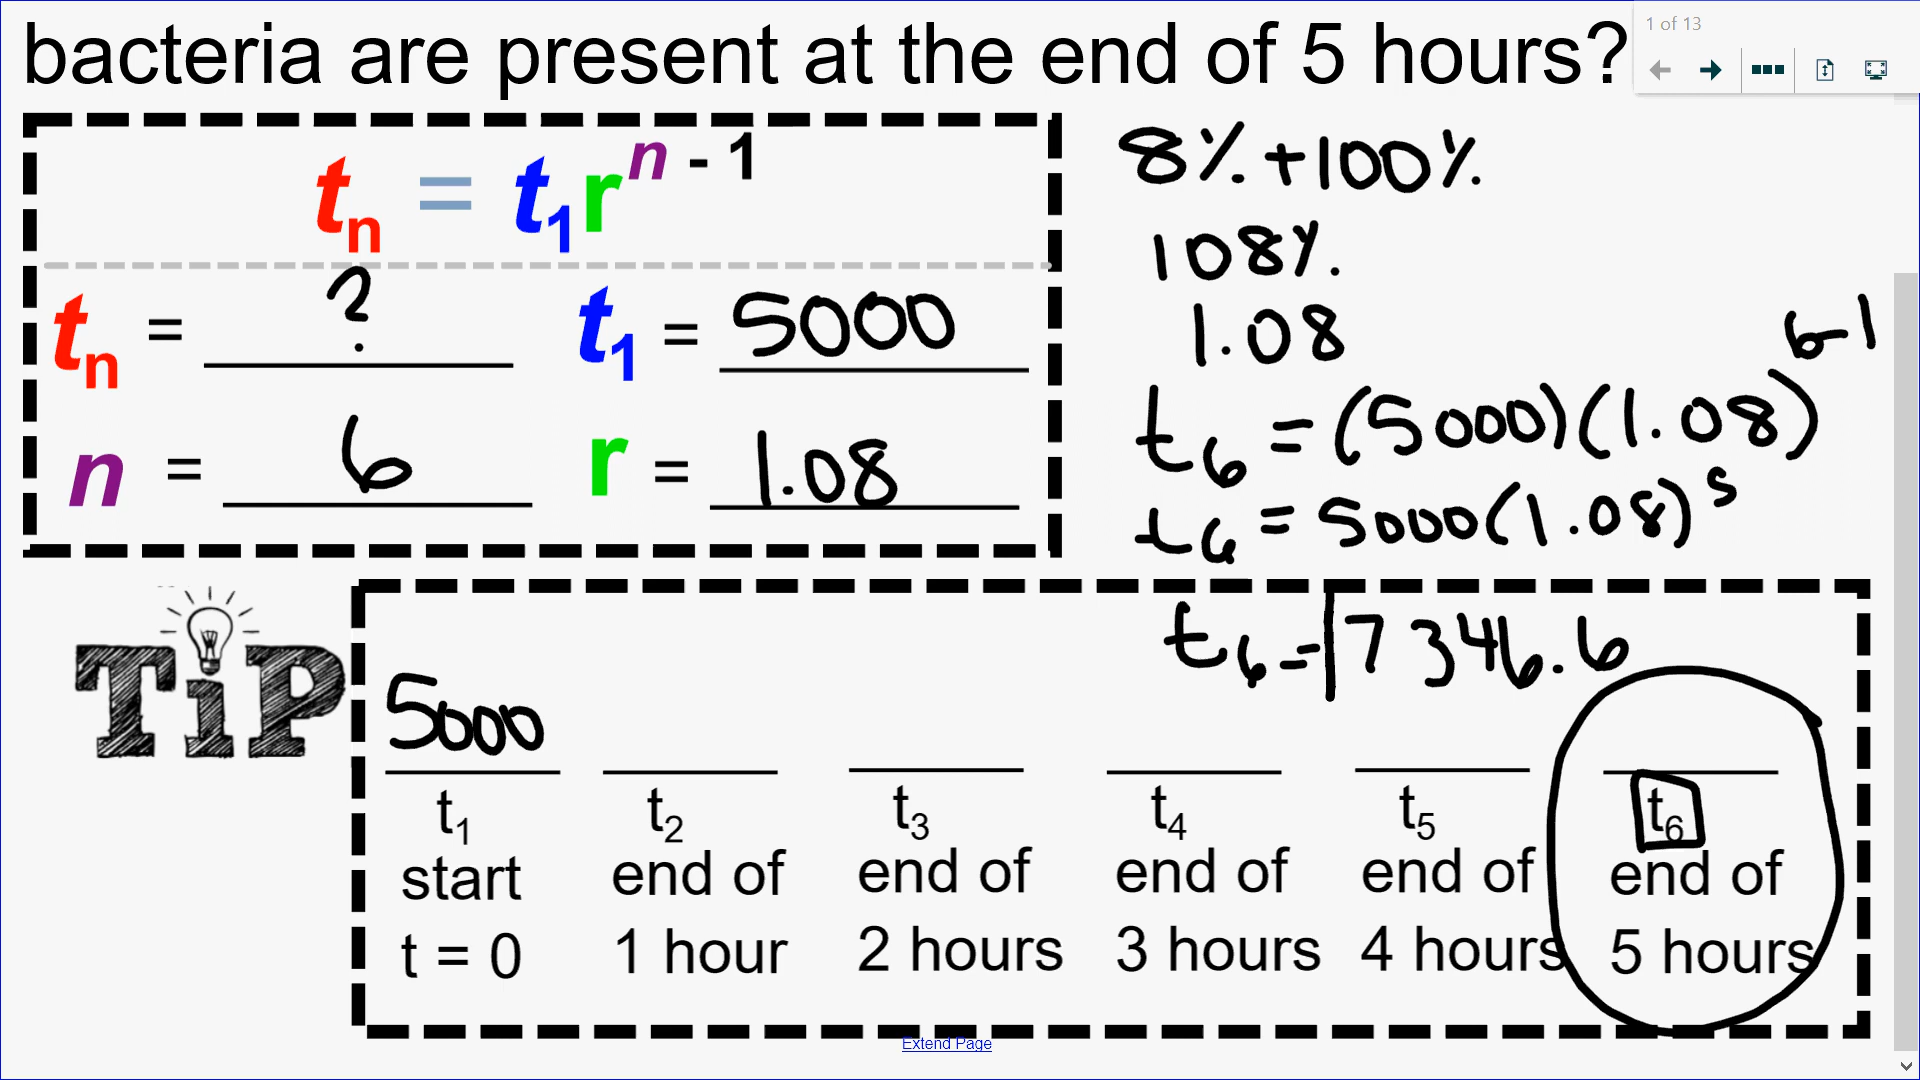 bacteria are present at the end of 5 hours?
1 of 13
tn = t1rn - 1
tn = ?
t1 = 5000
n = 6
r = 1.08
8% + 100%
108%
1.08
t6 = (5000)(1.08)6-1
t6 = 5000(1.08)5
TiP
t6 = 7346.6
5000
t1 t2 t3 t4 t5 t6
start end of end of end of end of end of
t = 0 1 hour 2 hours 3 hours 4 hours 5 hours
Extend Page